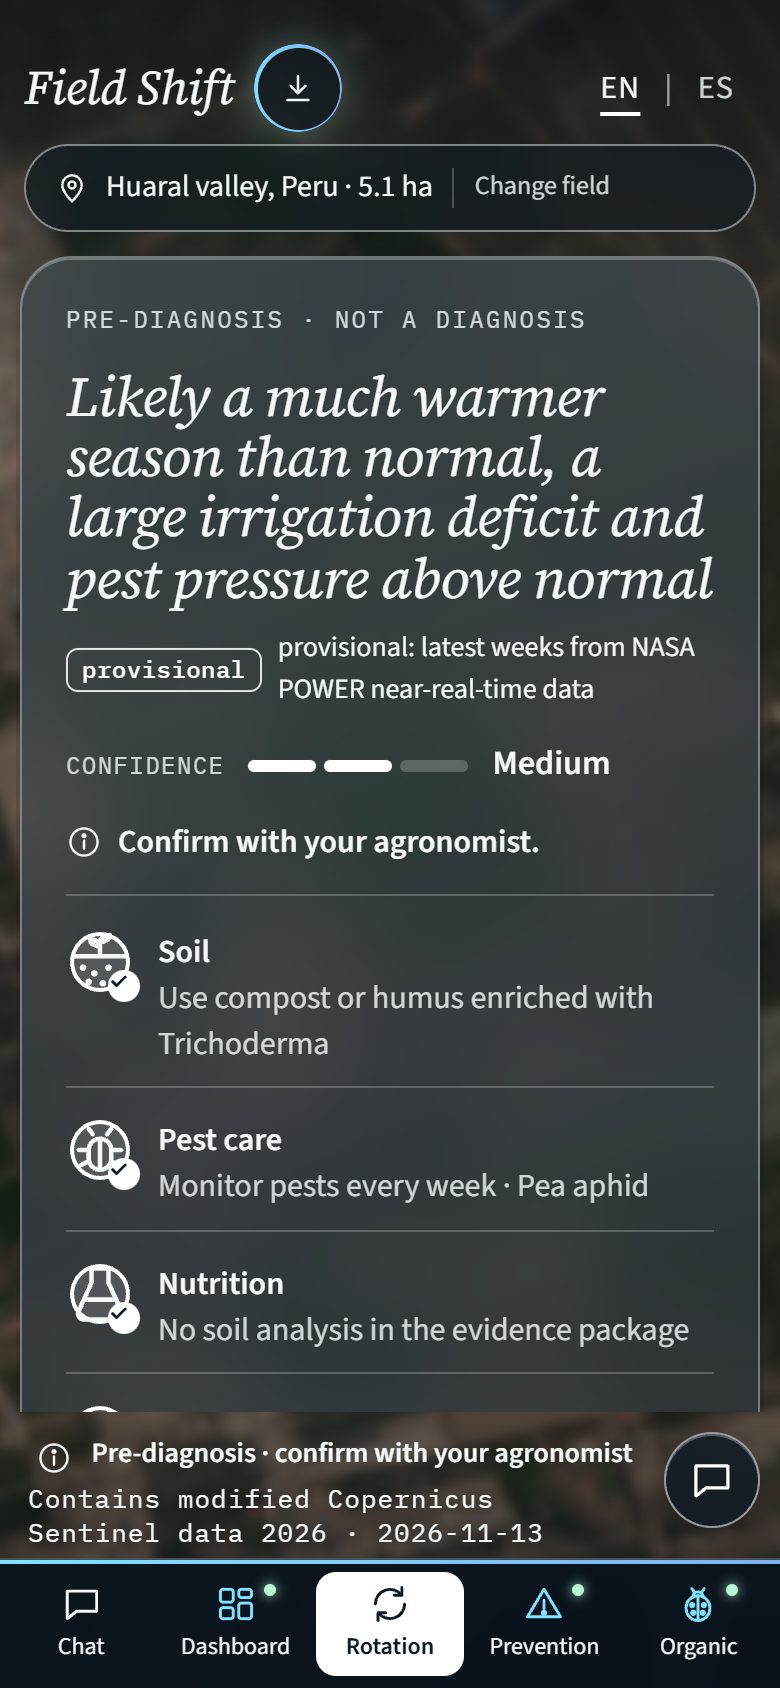 Field Shift
EN | ES
Huaral valley, Peru · 5.1 ha | Change field
PRE-DIAGNOSIS · NOT A DIAGNOSIS
Likely a much warmer
season than normal, a
large irrigation deficit and
pest pressure above normal
provisional
provisional: latest weeks from NASA
POWER near-real-time data
CONFIDENCE
Medium
Confirm with your agronomist.
Soil
Use compost or humus enriched with
Trichoderma
Pest care
Monitor pests every week · Pea aphid
Nutrition
No soil analysis in the evidence package
Pre-diagnosis · confirm with your agronomist
Contains modified Copernicus
Sentinel data 2026 · 2026-11-13
Chat
Dashboard
Rotation
Prevention
Organic